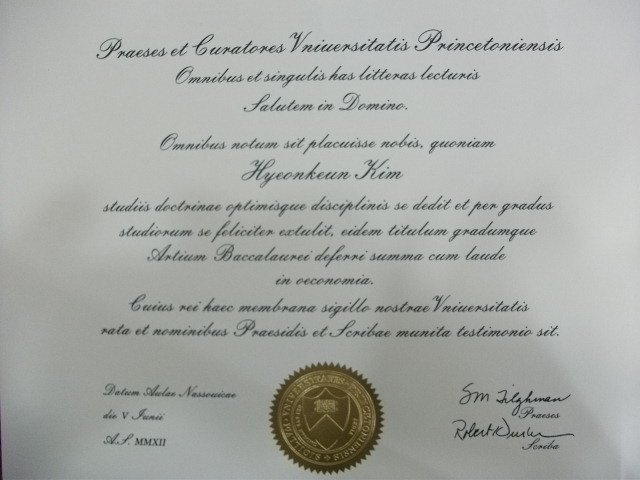 Praeses et Curatores Vniuersitatis Princetoniensis
Omnibus et singulis has litteras lecturis
Salutem in Domino.
Omnibus notum sit placuisse nobis, quoniam
Hyeonkeun Kim
studiis doctrinae optimisque disciplinis se dedit et per gradus
studiorum se feliciter extulit, eidem titulum gradumque
Artium Baccalaurei deferri summa cum laude
in oeconomia.
Cuius rei haec membrana sigillo nostrae Vniuersitatis
rata et nominibus Praesidis et Scribae munita testimonio sit.
Datum Aulae Nassouicae
die V Iunii
A.S. MMXII
SM Tilghman
Praeses
Robert
Scriba